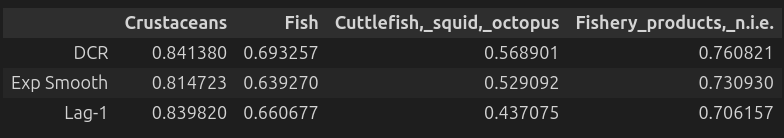 Crustaceans Fish Cuttlefish,_squid,_octopus Fishery_products,_n.i.e.
DCR 0.841380 0.693257 0.568901 0.760821
Exp Smooth 0.814723 0.639270 0.529092 0.730930
Lag-1 0.839820 0.660677 0.437075 0.706157